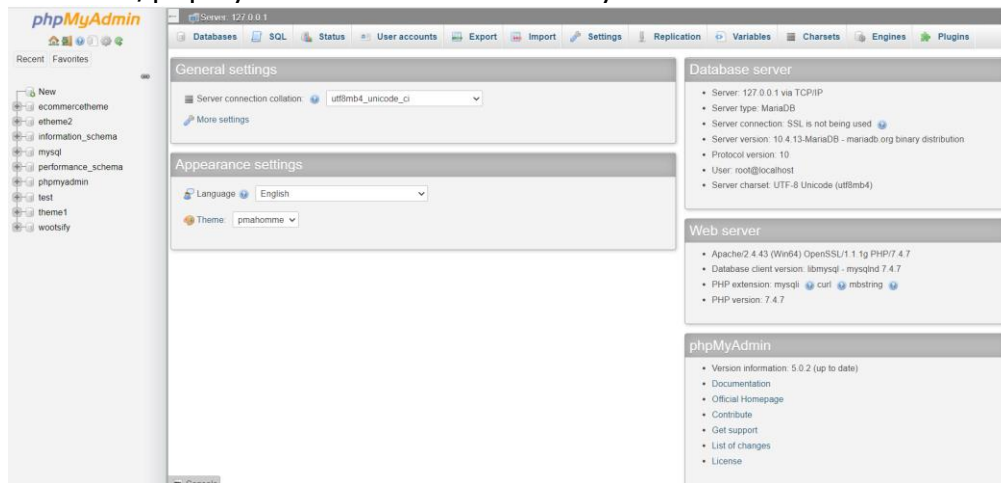 phpMyAdmin
Recent Favorites
New
ecommercetheme
etheme2
information_schema
mysql
performance_schema
phpmyadmin
test
theme1
wootsify
Server: 127.0.0.1
Databases SQL Status User accounts Export Import Settings Replication Variables Charsets Engines Plugins
General settings
Server connection collation: utf8mb4_unicode_ci
More settings
Appearance settings
Language English
Theme: pmahomme
Database server
• Server: 127.0.0.1 via TCP/IP
• Server type: MariaDB
• Server connection: SSL is not being used
• Server version: 10.4.13-MariaDB - mariadb.org binary distribution
• Protocol version: 10
• User: root@localhost
• Server charset: UTF-8 Unicode (utf8mb4)
Web server
• Apache/2.4.43 (Win64) OpenSSL/1.1.1g PHP/7.4.7
• Database client version: libmysql - mysqlnd 7.4.7
• PHP extension: mysqli curl mbstring
• PHP version: 7.4.7
phpMyAdmin
• Version information: 5.0.2 (up to date)
• Documentation
• Official Homepage
• Contribute
• Get support
• List of changes
• License